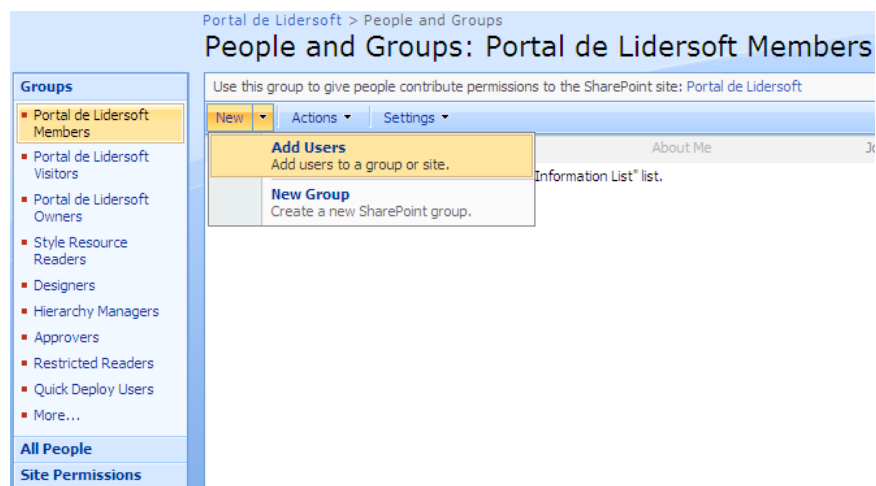 Portal de Lidersoft > People and Groups
People and Groups: Portal de Lidersoft Members
Groups
Portal de Lidersoft
Members
Portal de Lidersoft
Visitors
Portal de Lidersoft
Owners
Style Resource
Readers
Designers
Hierarchy Managers
Approvers
Restricted Readers
Quick Deploy Users
More...
All People
Site Permissions
Use this group to give people contribute permissions to the SharePoint site: Portal de Lidersoft
New Actions Settings
Add Users
Add users to a group or site.
New Group
Create a new SharePoint group.
About Me
Information List" list.